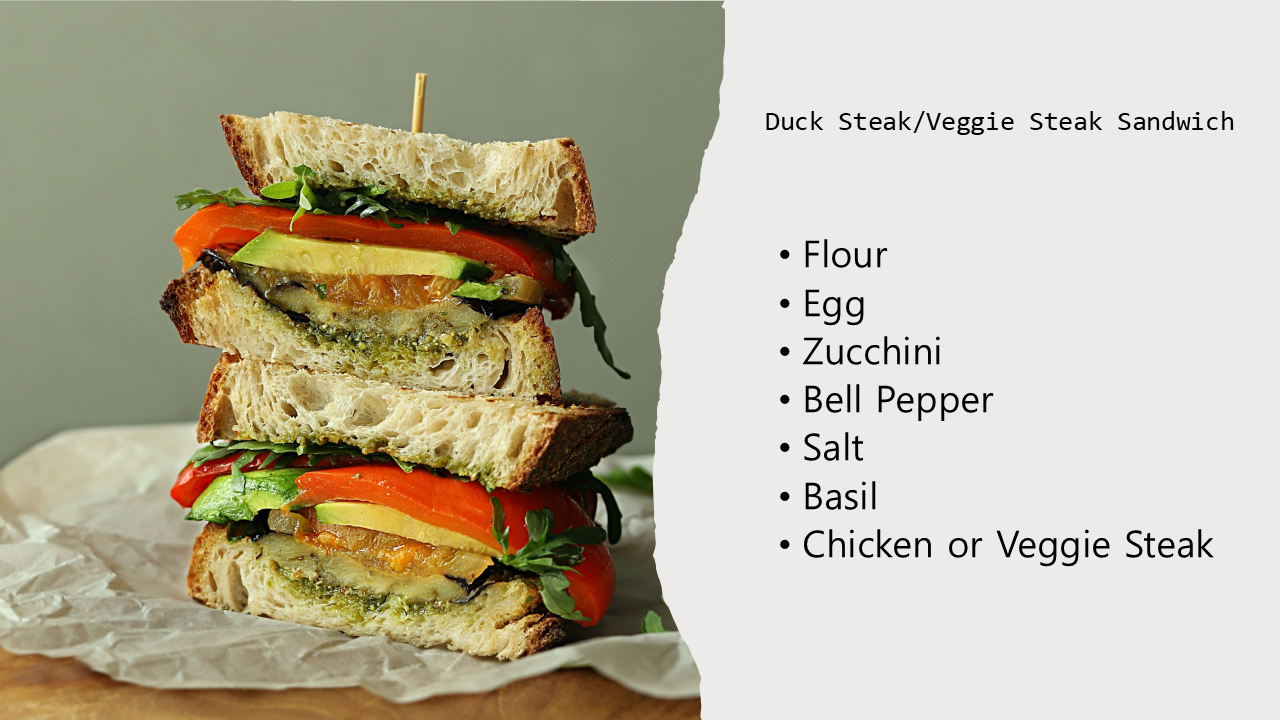 Duck Steak/Veggie Steak Sandwich
• Flour
• Egg
• Zucchini
• Bell Pepper
• Salt
• Basil
• Chicken or Veggie Steak